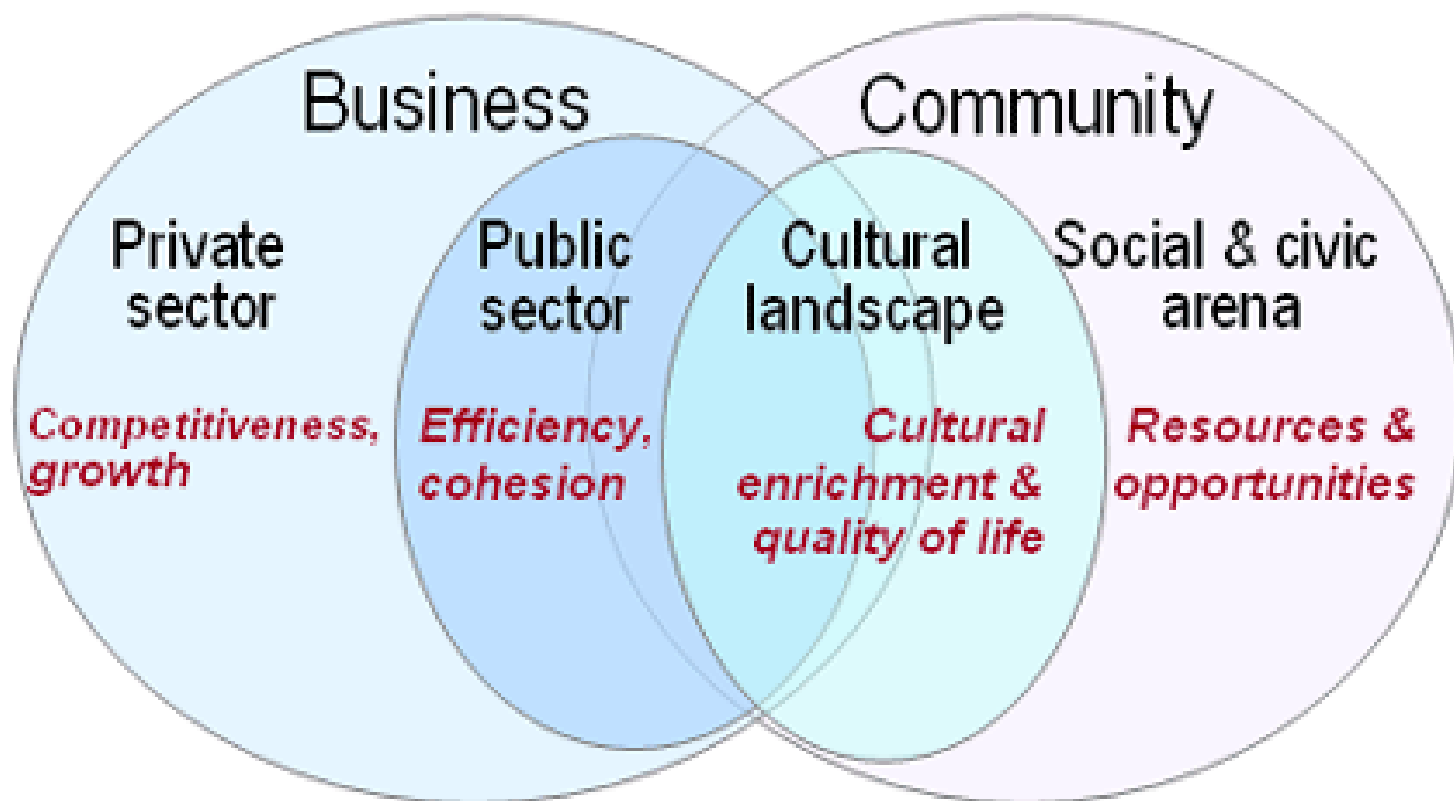 Business
Community
Private
sector
Public
sector
Cultural
landscape
Social & civic
arena
Competitiveness,
growth
Efficiency,
cohesion
Cultural
enrichment &
quality of life
Resources &
opportunities